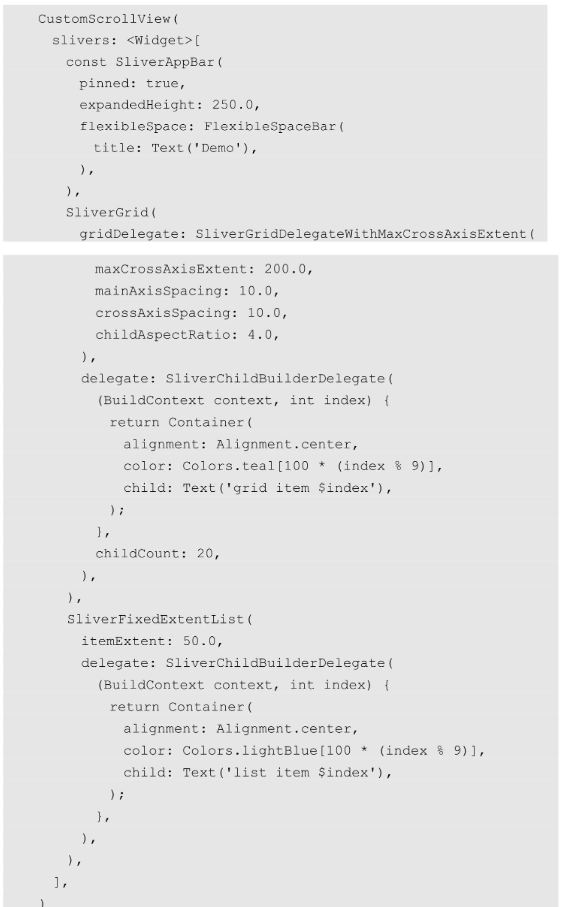 CustomScrollView(
  slivers: <Widget>[
    const SliverAppBar(
      pinned: true,
      expandedHeight: 250.0,
      flexibleSpace: FlexibleSpaceBar(
        title: Text('Demo'),
      ),
    ),
    SliverGrid(
      gridDelegate: SliverGridDelegateWithMaxCrossAxisExtent(
        maxCrossAxisExtent: 200.0,
        mainAxisSpacing: 10.0,
        crossAxisSpacing: 10.0,
        childAspectRatio: 4.0,
      ),
      delegate: SliverChildBuilderDelegate(
        (BuildContext context, int index) {
          return Container(
            alignment: Alignment.center,
            color: Colors.teal[100 * (index % 9)],
            child: Text('grid item $index'),
          );
        },
        childCount: 20,
      ),
    ),
    SliverFixedExtentList(
      itemExtent: 50.0,
      delegate: SliverChildBuilderDelegate(
        (BuildContext context, int index) {
          return Container(
            alignment: Alignment.center,
            color: Colors.lightBlue[100 * (index % 9)],
            child: Text('list item $index'),
          );
        },
      ),
    ),
  ],
)